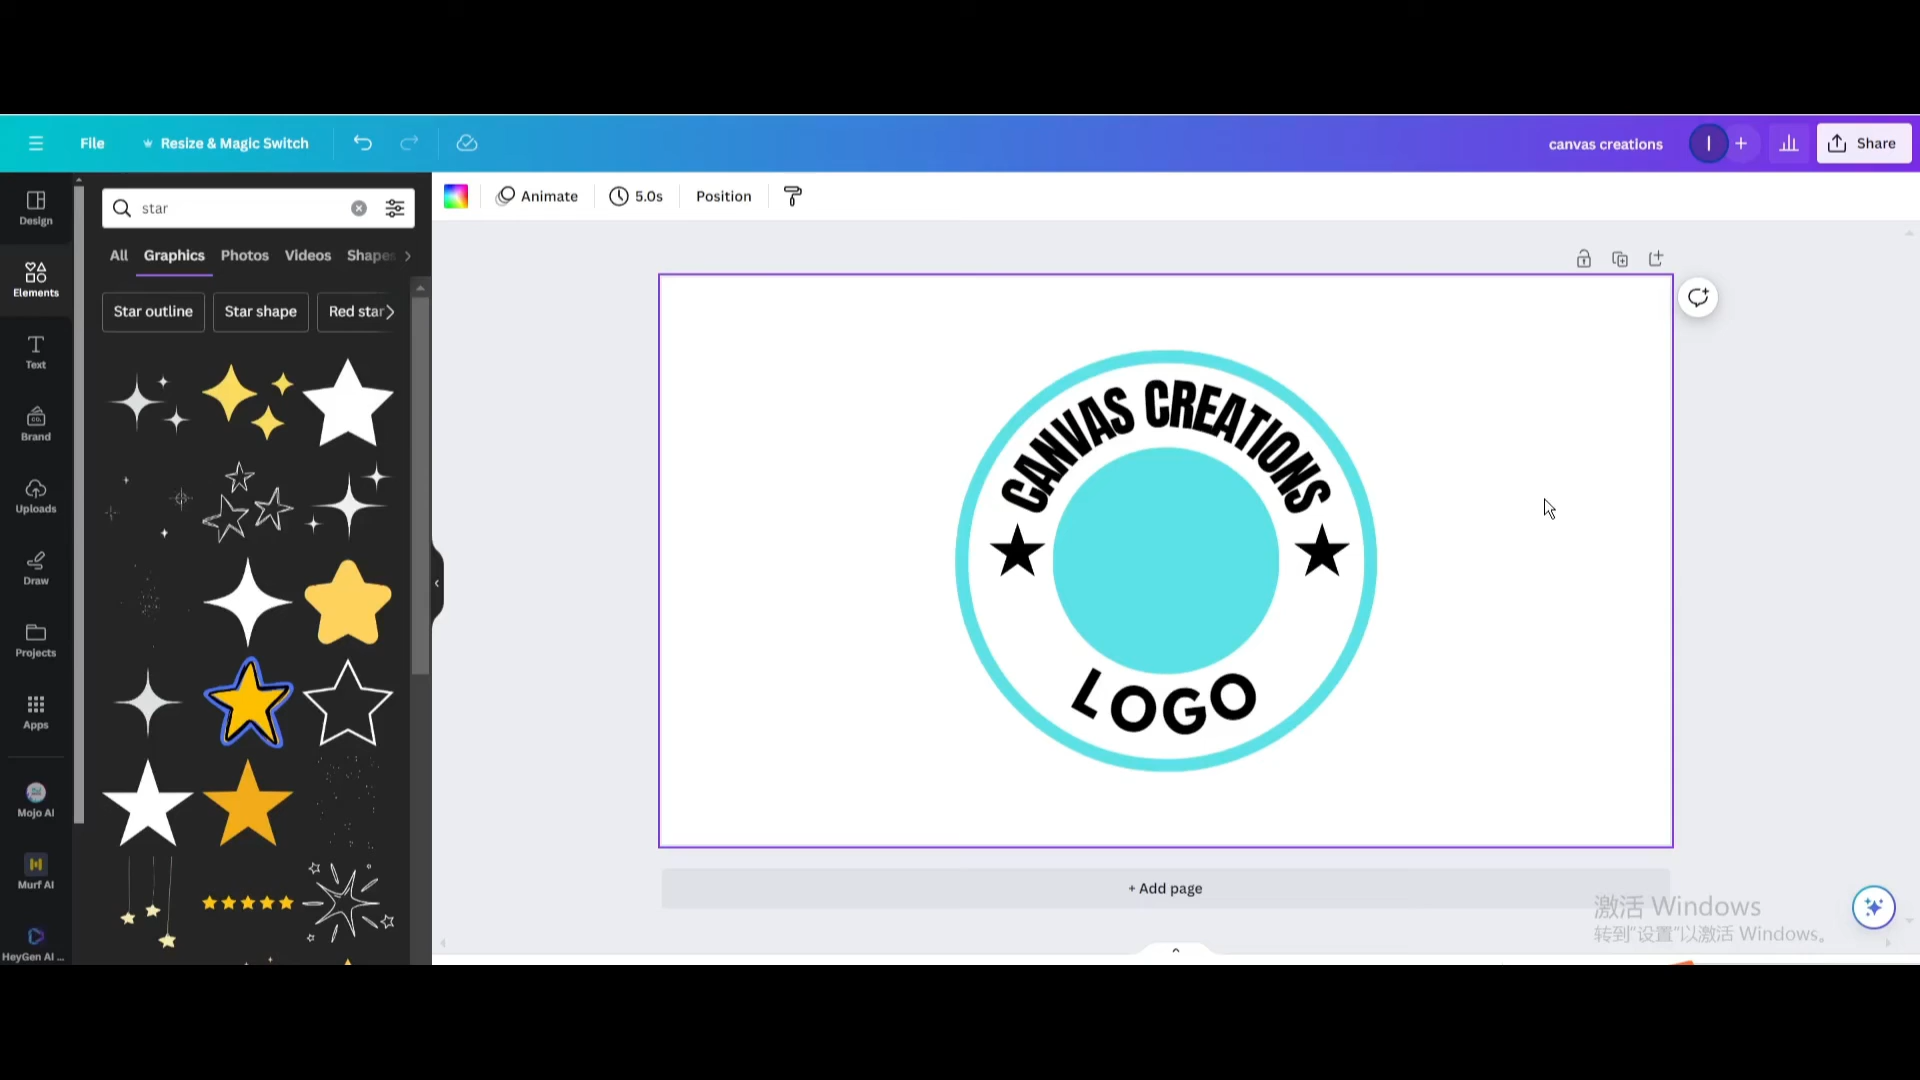 File
Resize & Magic Switch
canvas creations
I
Share
Design
Elements
Text
Brand
CO.
Uploads
Draw
Projects
Apps
Mojo AI
Murf AI
HeyGen AI ...
star
All Graphics Photos Videos Shapes
Star outline
Star shape
Red star
Animate
5.0s
Position
CANVAS CREATIONS
LOGO
+ Add page
激活 Windows
转到"设置"以激活 Windows。